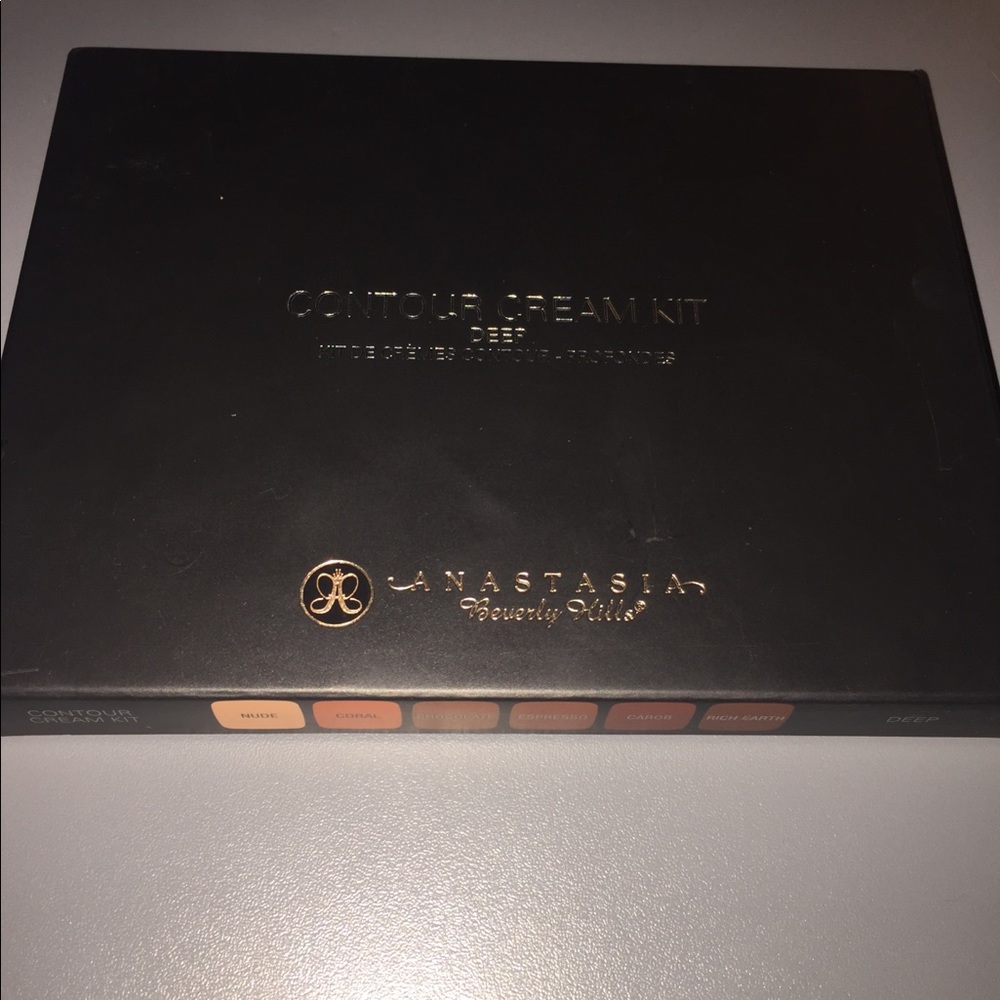 CONTOUR CREAM KIT
DEEP
KIT DE CRÈMES CONTOUR - PROFONDES
ANASTASIA
Beverly Hills®
CONTOUR
CREAM KIT
NUDE
CORAL
CHOCOLATE
ESPRESSO
CAROB
RICH EARTH
DEEP